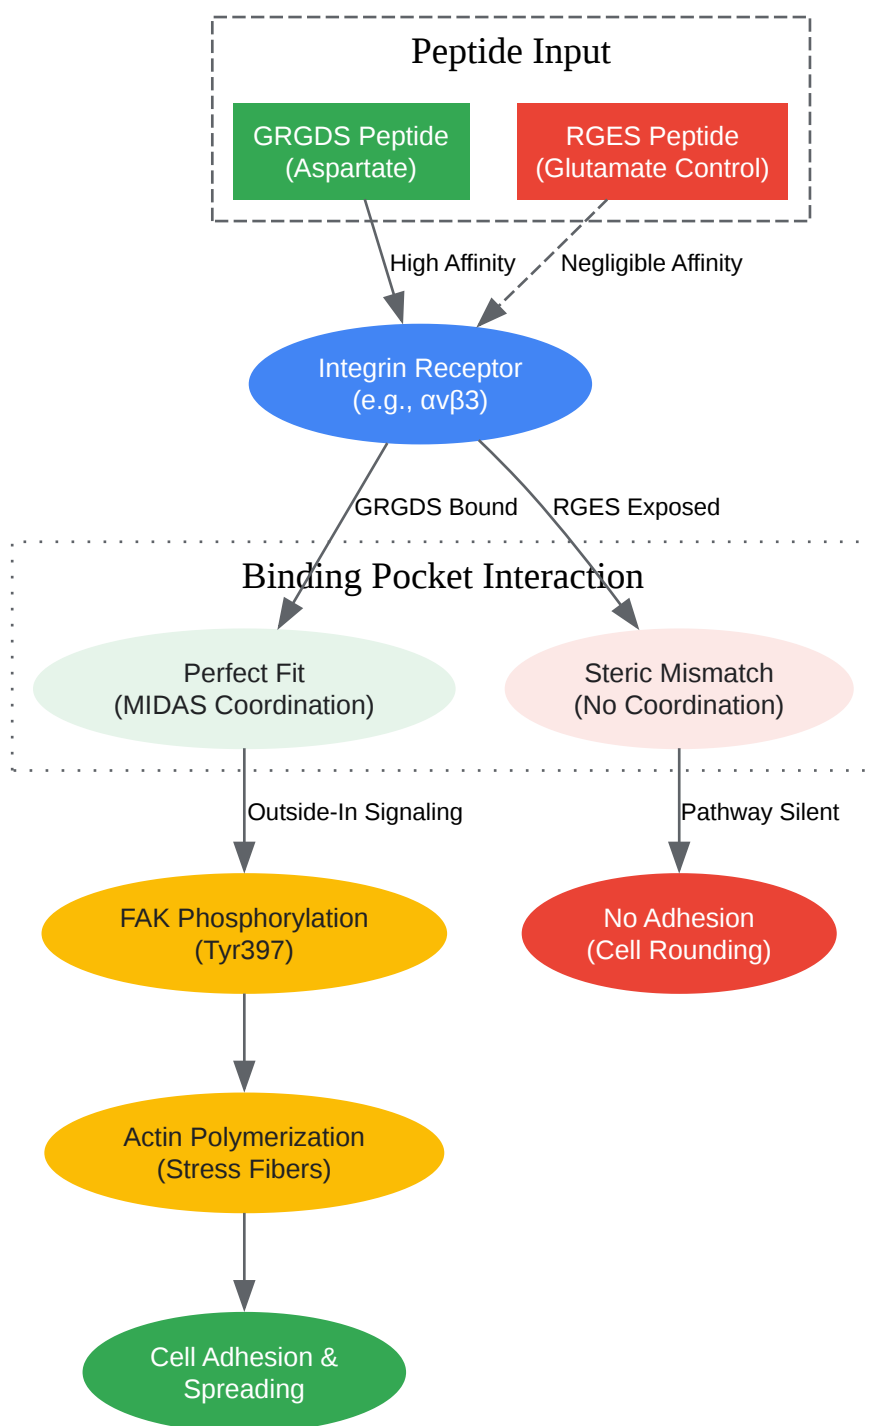 Peptide Input
GRGDS Peptide
(Aspartate)
RGES Peptide
(Glutamate Control)
High Affinity
Negligible Affinity
Integrin Receptor
(e.g., αvβ3)
GRGDS Bound
RGES Exposed
Binding Pocket Interaction
Perfect Fit
(MIDAS Coordination)
Steric Mismatch
(No Coordination)
Outside-In Signaling
Pathway Silent
FAK Phosphorylation
(Tyr397)
No Adhesion
(Cell Rounding)
Actin Polymerization
(Stress Fibers)
Cell Adhesion &
Spreading